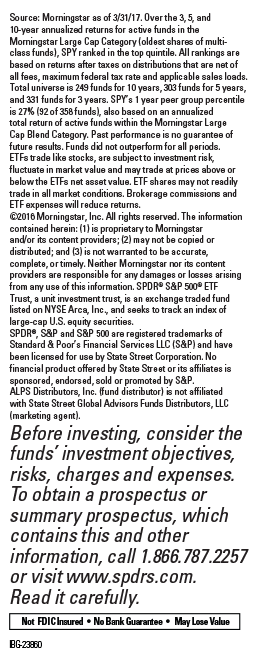 Source: Morningstar as of 3/31/17. Over the 3, 5, and
10-year annualized returns for active funds in the
Morningstar Large Cap Category (oldest shares of multi-
class funds), SPY ranked in the top quintile. All rankings are
based on returns after taxes on distributions that are net of
all fees, maximum federal tax rate and applicable sales loads.
Total universe is 249 funds for 10 years, 303 funds for 5 years,
and 331 funds for 3 years. SPY's 1 year peer group percentile
is 27% (92 of 358 funds), also based on an annualized
total return of active funds within the Morningstar Large
Cap Blend Category. Past performance is no guarantee of
future results. Funds did not outperform for all periods.
ETFs trade like stocks, are subject to investment risk,
fluctuate in market value and may trade at prices above or
below the ETFs net asset value. ETF shares may not readily
trade in all market conditions. Brokerage commissions and
ETF expenses will reduce returns.
©2016 Morningstar, Inc. All rights reserved. The information
contained herein: (1) is proprietary to Morningstar
and/or its content providers; (2) may not be copied or
distributed; and (3) is not warranted to be accurate,
complete, or timely. Neither Morningstar nor its content
providers are responsible for any damages or losses arising
from any use of this information. SPDR® S&P 500® ETF
Trust, a unit investment trust, is an exchange traded fund
listed on NYSE Arca, Inc., and seeks to track an index of
large-cap U.S. equity securities.
SPDR®, S&P and S&P 500 are registered trademarks of
Standard & Poor's Financial Services LLC (S&P) and have
been licensed for use by State Street Corporation. No
financial product offered by State Street or its affiliates is
sponsored, endorsed, sold or promoted by S&P.
ALPS Distributors, Inc. (fund distributor) is not affiliated
with State Street Global Advisors Funds Distributors, LLC
(marketing agent).
Before investing, consider the
funds' investment objectives,
risks, charges and expenses.
To obtain a prospectus or
summary prospectus, which
contains this and other
information, call 1.866.787.2257
or visit www.spdrs.com.
Read it carefully.
Not FDIC Insured • No Bank Guarantee • May Lose Value
IBG-23860